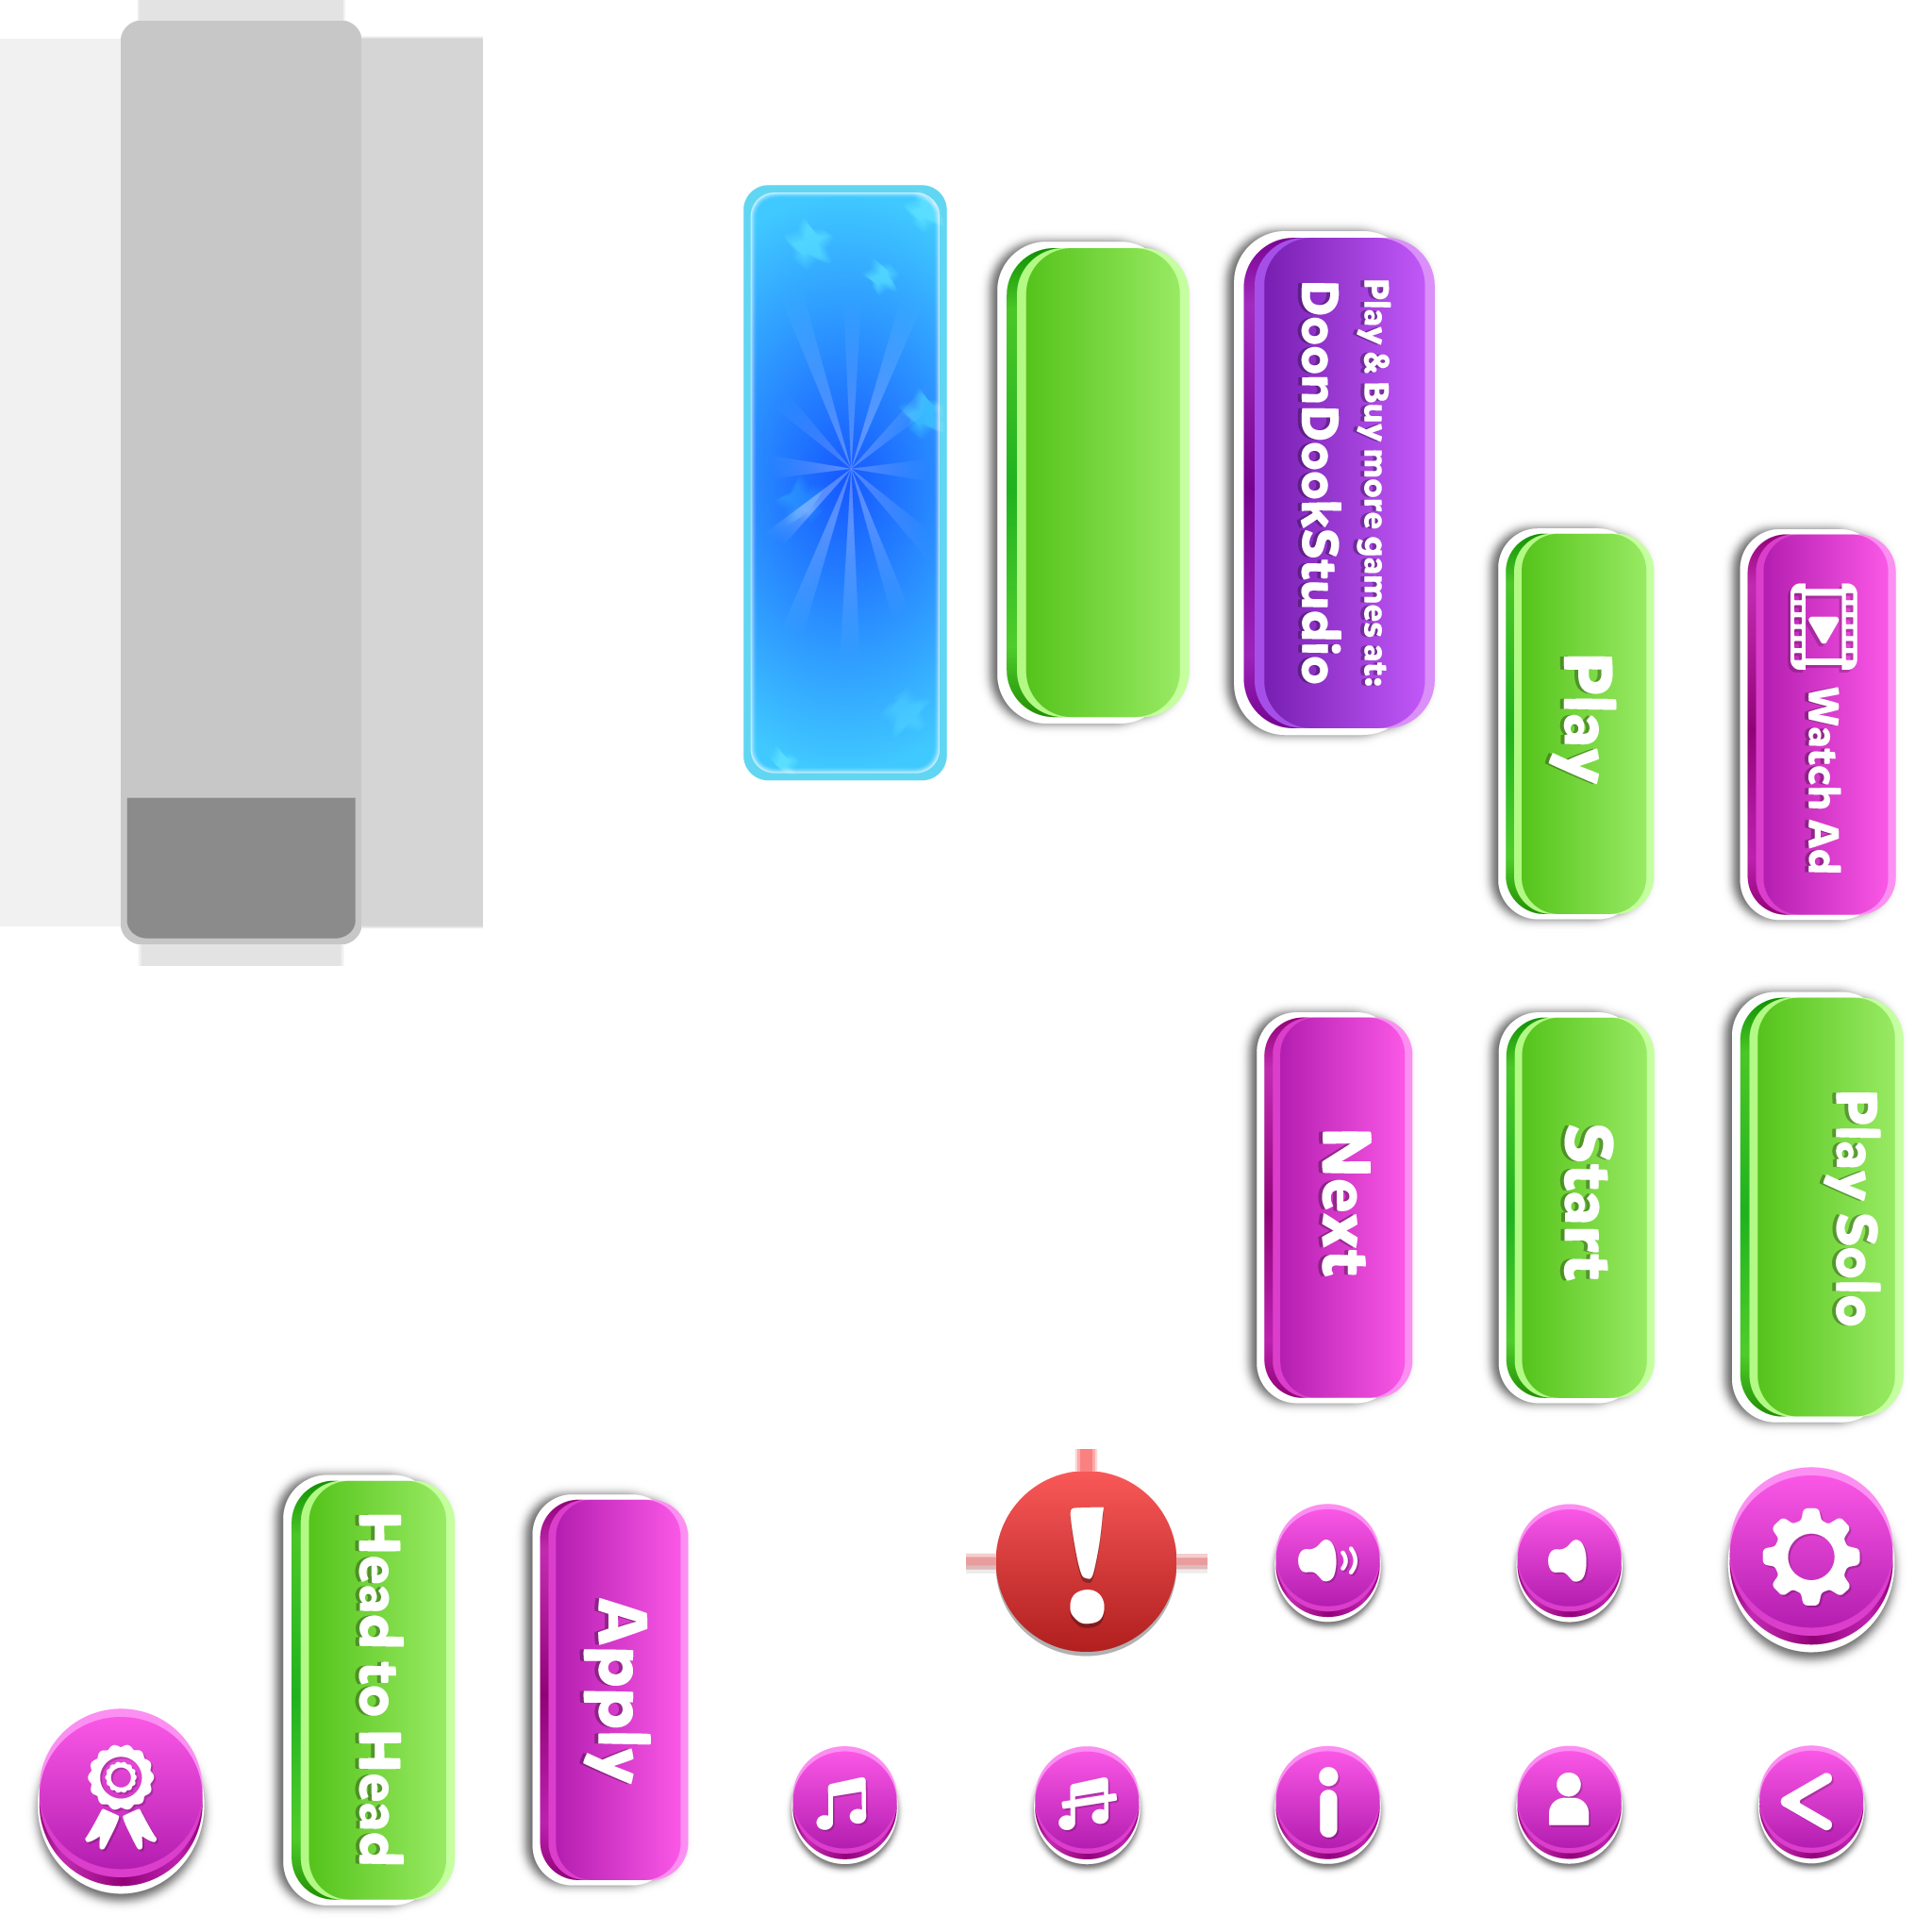 Play & Buy more games at:
DoonDookStudio
Play
Watch Ad
Next
Start
Play Solo
!
Head to Head
Apply